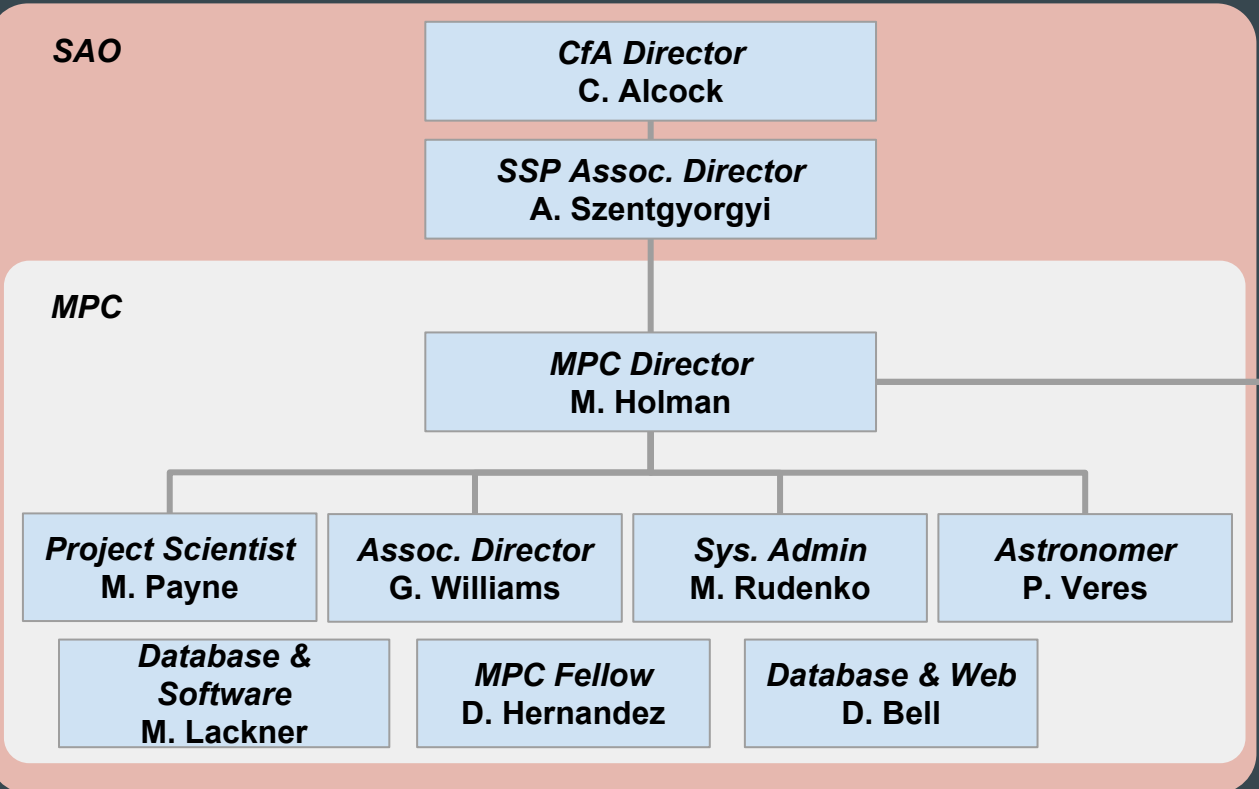 SAO
CfA Director
C. Alcock
SSP Assoc. Director
A. Szentgyorgyi
MPC
MPC Director
M. Holman
Project Scientist
M. Payne
Assoc. Director
G. Williams
Sys. Admin
M. Rudenko
Astronomer
P. Veres
Database &
Software
M. Lackner
MPC Fellow
D. Hernandez
Database & Web
D. Bell